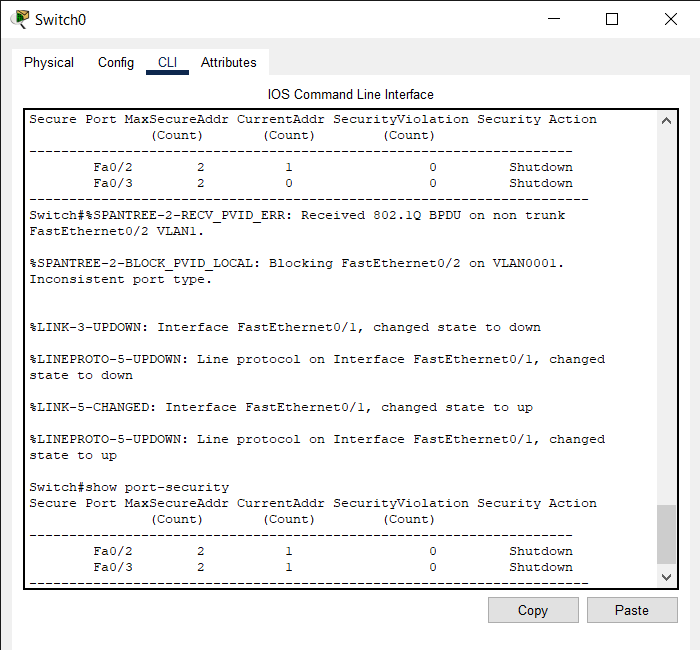 Switch0
Physical Config CLI Attributes
IOS Command Line Interface
Secure Port MaxSecureAddr CurrentAddr SecurityViolation Security Action
(Count) (Count) (Count)
--------------------------------------------------------------------
Fa0/2 2 1 0 Shutdown
Fa0/3 2 0 0 Shutdown
----------------------------------------------------------------------
Switch#%SPANTREE-2-RECV_PVID_ERR: Received 802.1Q BPDU on non trunk
FastEthernet0/2 VLAN1.
%SPANTREE-2-BLOCK_PVID_LOCAL: Blocking FastEthernet0/2 on VLAN0001.
Inconsistent port type.
%LINK-3-UPDOWN: Interface FastEthernet0/1, changed state to down
%LINEPROTO-5-UPDOWN: Line protocol on Interface FastEthernet0/1, changed
state to down
%LINK-5-CHANGED: Interface FastEthernet0/1, changed state to up
%LINEPROTO-5-UPDOWN: Line protocol on Interface FastEthernet0/1, changed
state to up
Switch#show port-security
Secure Port MaxSecureAddr CurrentAddr SecurityViolation Security Action
(Count) (Count) (Count)
--------------------------------------------------------------------
Fa0/2 2 1 0 Shutdown
Fa0/3 2 1 0 Shutdown
----------------------------------------------------------------------
Copy Paste